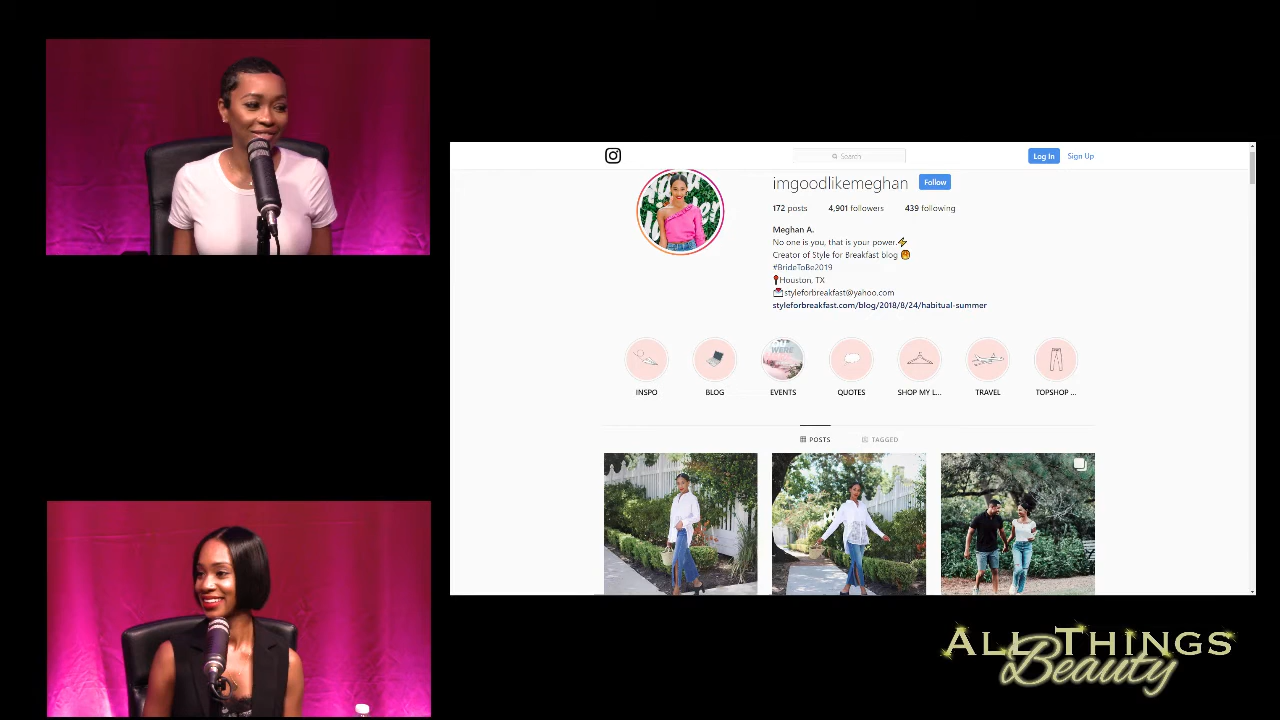 Search
Log In
Sign Up
imgoodlikemeghan
Follow
172 posts
4,901 followers
439 following
Meghan A.
No one is you, that is your power.⚡
Creator of Style for Breakfast blog
#BrideToBe2019
📍Houston, TX
💌styleforbreakfast@yahoo.com
styleforbreakfast.com/blog/2018/8/24/habitual-summer
WERE
INSPO
BLOG
EVENTS
QUOTES
SHOP MY L...
TRAVEL
TOPSHOP ...
POSTS
TAGGED
ALL THINGS
Beauty